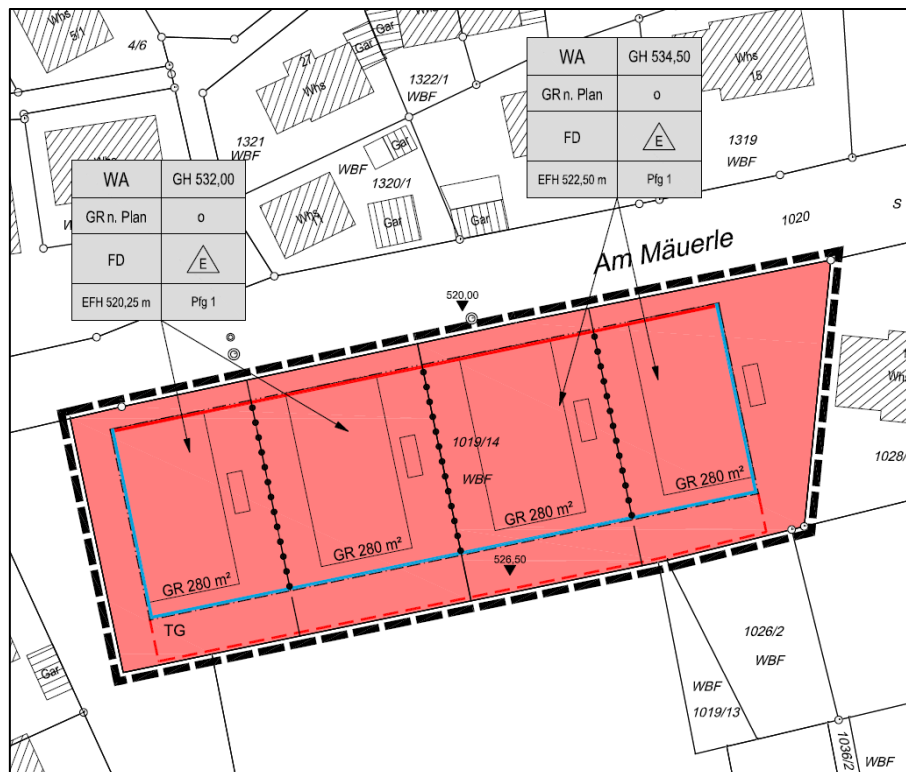 Whs
5/1
4/6
27
Whs
Gar
Gar
1322/1
WBF
WA GH 534,50
GR n. Plan o
FD E
EFH 522,50 m Pfg 1
Whs
15
1321
WBF
Gar
1319
WBF
WBF
1320/1
WA GH 532,00
GR n. Plan o
FD E
EFH 520,25 m Pfg 1
Whs
11
Gar
Gar
1020
S
Am Mäuerle
520,00
1019/14
WBF
GR 280 m²
GR 280 m²
GR 280 m²
GR 280 m²
526,50
TG
Whs
1028/
1026/2
WBF
WBF
1019/13
Gar
1036/2
WBF